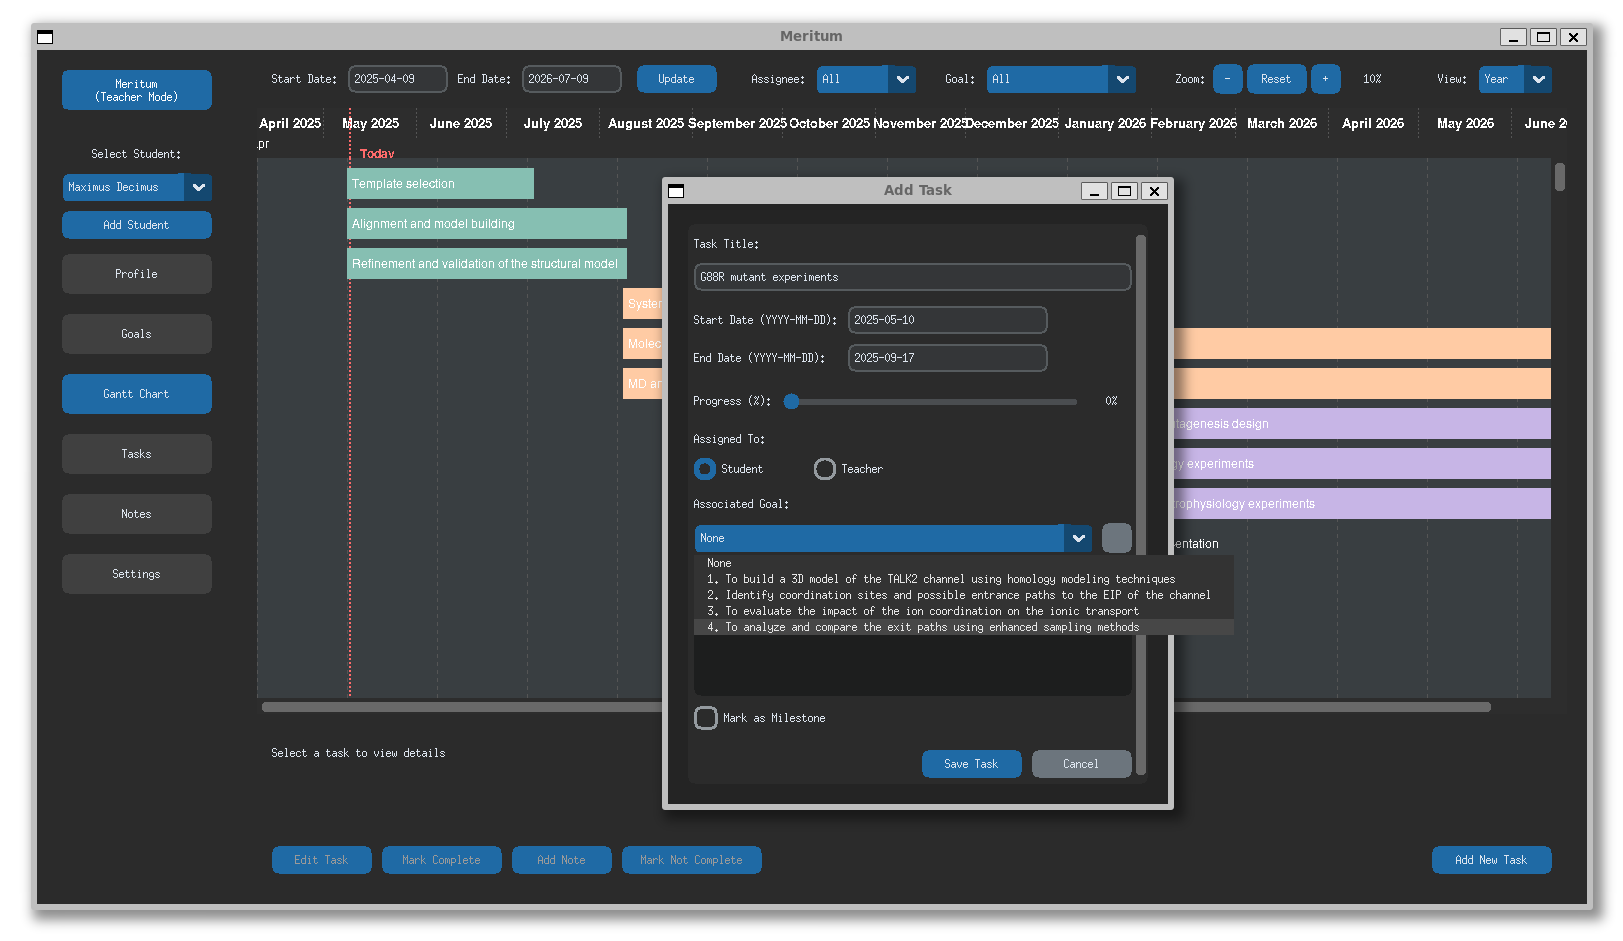 Meritum
Meritum
(Teacher Mode)
Start Date: 2025-04-09 End Date: 2026-07-09 Update Assignee: All Goal: All Zoom: - Reset + 10% View: Year
April 2025 May 2025 June 2025 July 2025 August 2025 September 2025 October 2025 November 2025 December 2025 January 2026 February 2026 March 2026 April 2026 May 2026 June 2
pr
Today
Select Student:
Maximus Decimus
Add Student
Profile
Goals
Gantt Chart
Tasks
Notes
Settings
Template selection
Alignment and model building
Refinement and validation of the structural model
Syster
Molec
MD ar
tagenesis design
gy experiments
rophysiology experiments
entation
Add Task
Task Title:
G88R mutant experiments
Start Date (YYYY-MM-DD): 2025-05-10
End Date (YYYY-MM-DD): 2025-09-17
Progress (%): 0%
Assigned To:
Student Teacher
Associated Goal:
None
None
1. To build a 3D model of the TALK2 channel using homology modeling techniques
2. Identify coordination sites and possible entrance paths to the EIP of the channel
3. To evaluate the impact of the ion coordination on the ionic transport
4. To analyze and compare the exit paths using enhanced sampling methods
Mark as Milestone
Save Task Cancel
Select a task to view details
Edit Task Mark Complete Add Note Mark Not Complete Add New Task